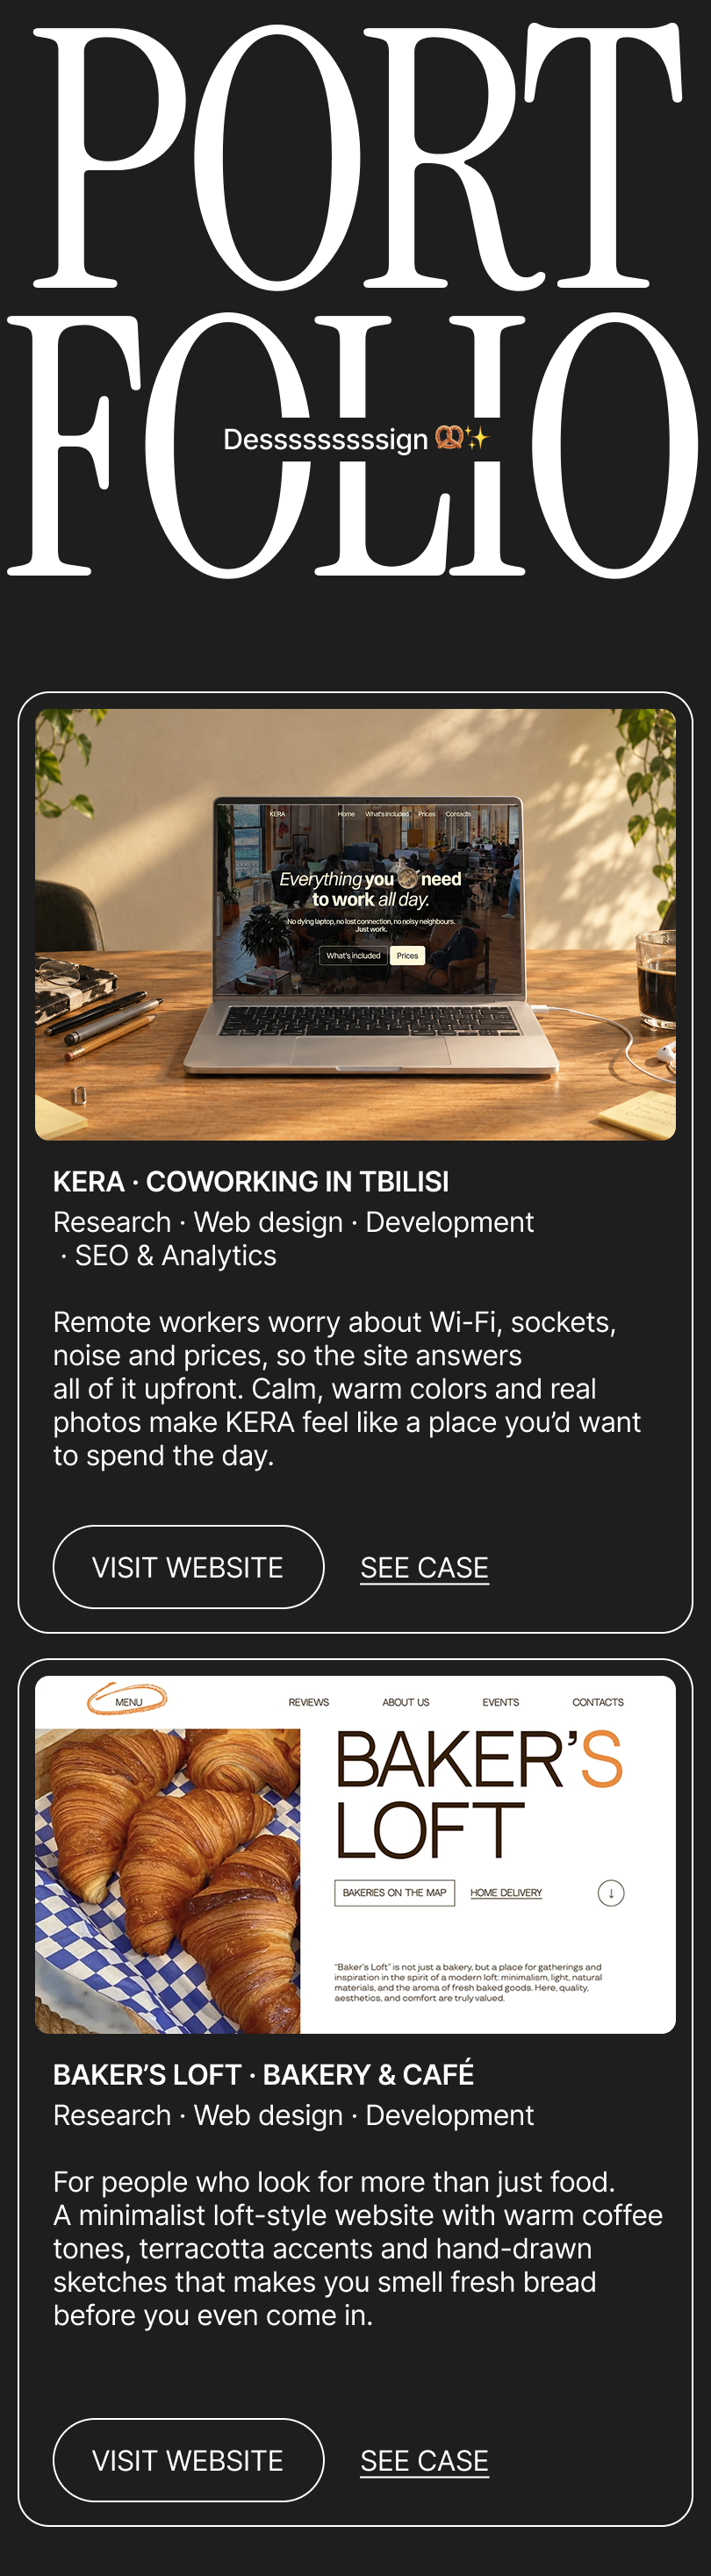 PORT
FOLIO
Desssssssssign 🥨✨
KERA
Home What's included Prices Contacts
Everything you need
to work all day.
No dying laptop, no lost connection, no noisy neighbours.
Just work.
What's included Prices
KERA · COWORKING IN TBILISI
Research · Web design · Development
· SEO & Analytics
Remote workers worry about Wi-Fi, sockets,
noise and prices, so the site answers
all of it upfront. Calm, warm colors and real
photos make KERA feel like a place you’d want
to spend the day.
VISIT WEBSITE SEE CASE
MENU REVIEWS ABOUT US EVENTS CONTACTS
BAKER’S
LOFT
BAKERIES ON THE MAP HOME DELIVERY ↓
“Baker’s Loft” is not just a bakery, but a place for gatherings and
inspiration in the spirit of a modern loft: minimalism, light, natural
materials, and the aroma of fresh baked goods. Here, quality,
aesthetics, and comfort are truly valued.
BAKER’S LOFT · BAKERY & CAFÉ
Research · Web design · Development
For people who look for more than just food.
A minimalist loft-style website with warm coffee
tones, terracotta accents and hand-drawn
sketches that makes you smell fresh bread
before you even come in.
VISIT WEBSITE SEE CASE